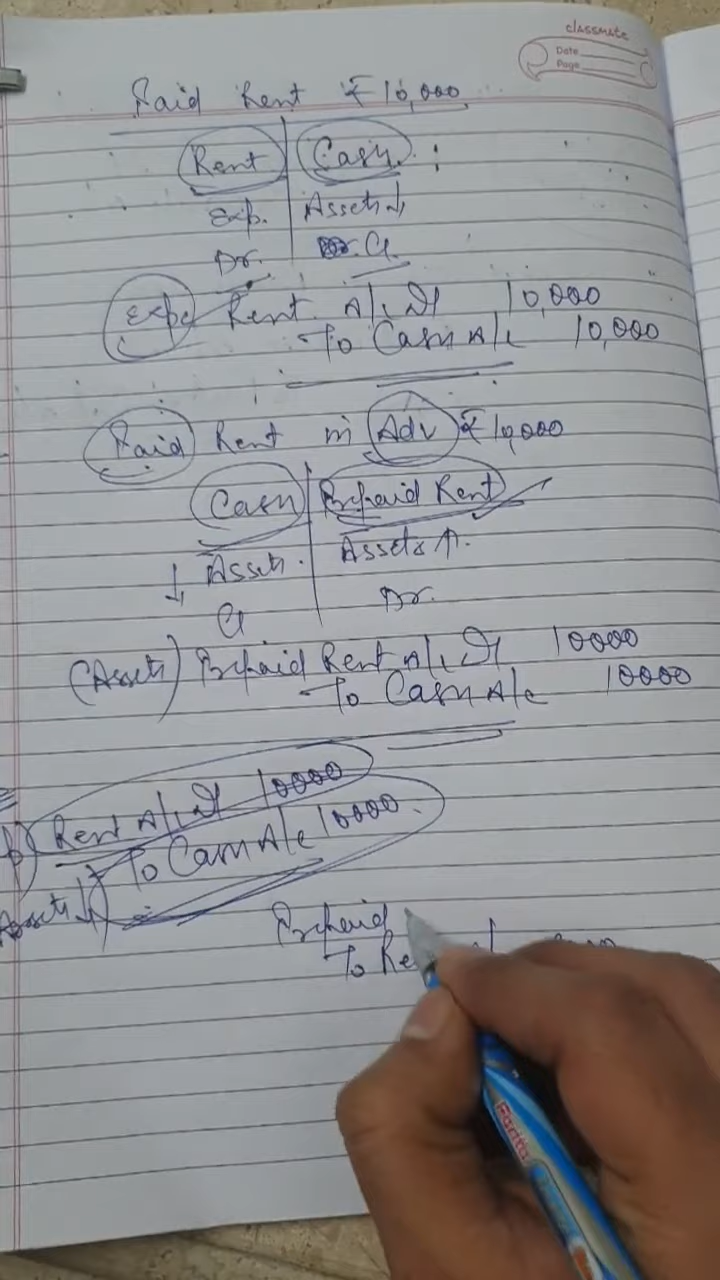 classmate
Date
Page
Paid Rent ₹10,000
Rent | Cash :
Exp. | Assets ↓
Dr. | Cr.
Expe Rent A/c Dr 10,000
To Cash A/c 10,000
Paid Rent in Adv ₹10,000
Cash | Prepaid Rent
↓ Assets. | Assets ↑.
Cr | Dr.
(Assets) Prepaid Rent A/c Dr 10000
To Cash A/c 10000
Rent A/c Dr 10000
Assets ↓ To Cash A/c 10000.
Prepaid
To